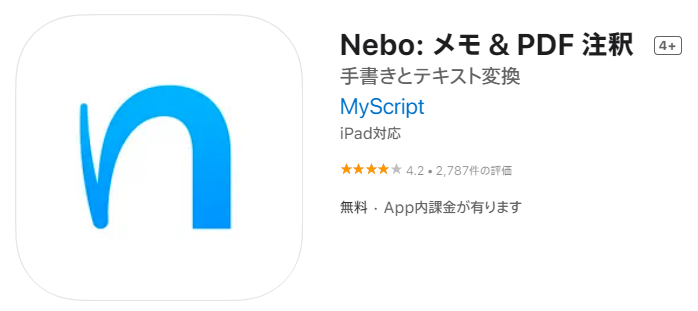 Nebo: メモ & PDF 注釈 4+
手書きとテキスト変換
MyScript
iPad対応
★★★★★ 4.2 • 2,787件の評価
無料 · App内課金が有ります